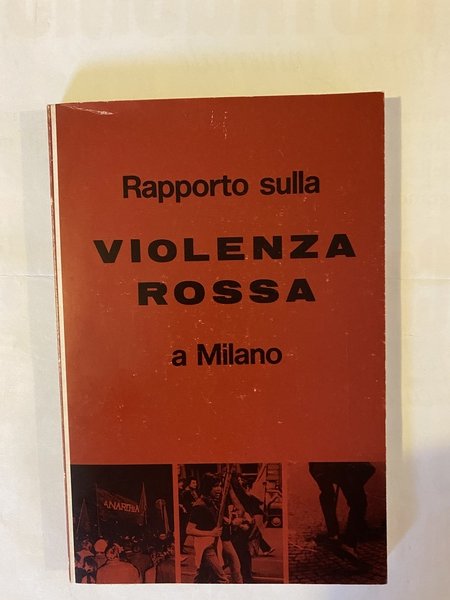 Rapporto sulla
VIOLENZA
ROSSA
a Milano
ANARCHIA